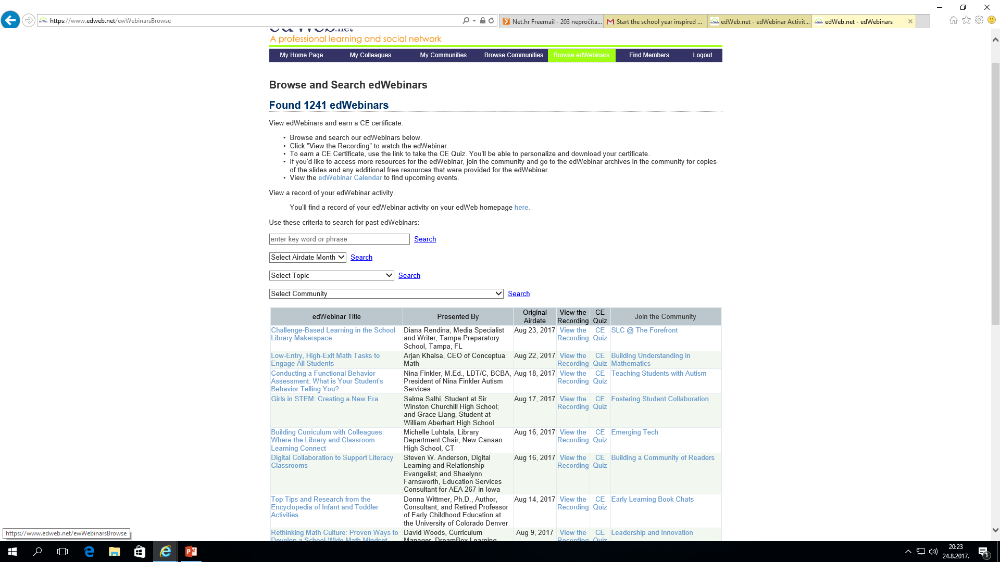 https://www.edweb.net/ewWebinarsBrowse
Net.hr Freemail - 203 nepročita...
Start the school year inspired ...
edWeb.net - edWebinar Activit...
edWeb.net - edWebinars
edWeb.net
A professional learning and social network
My Home Page
My Colleagues
My Communities
Browse Communities
Browse edWebinars
Find Members
Logout
Browse and Search edWebinars
Found 1241 edWebinars
View edWebinars and earn a CE certificate.
• Browse and search our edWebinars below.
• Click "View the Recording" to watch the edWebinar.
• To earn a CE Certificate, use the link to take the CE Quiz. You'll be able to personalize and download your certificate.
• If you'd like to access more resources for the edWebinar, join the community and go to the edWebinar archives in the community for copies
of the slides and any additional free resources that were provided for the edWebinar.
• View the edWebinar Calendar to find upcoming events.
View a record of your edWebinar activity.
You'll find a record of your edWebinar activity on your edWeb homepage here.
Use these criteria to search for past edWebinars:
enter key word or phrase Search
Select Airdate Month Search
Select Topic Search
Select Community Search
edWebinar Title
Presented By
Original
Airdate
View the
Recording
CE
Quiz
Join the Community
Challenge-Based Learning in the School
Library Makerspace
Diana Rendina, Media Specialist
and Writer, Tampa Preparatory
School, Tampa, FL
Aug 23, 2017
View the
Recording
CE
Quiz
SLC @ The Forefront
Low-Entry, High-Exit Math Tasks to
Engage All Students
Arjan Khalsa, CEO of Conceptua
Math
Aug 22, 2017
View the
Recording
CE
Quiz
Building Understanding in
Mathematics
Conducting a Functional Behavior
Assessment: What is Your Student's
Behavior Telling You?
Nina Finkler, M.Ed., LDT/C, BCBA,
President of Nina Finkler Autism
Services
Aug 18, 2017
View the
Recording
CE
Quiz
Teaching Students with Autism
Girls in STEM: Creating a New Era
Salma Salhi, Student at Sir
Winston Churchill High School;
and Grace Liang, Student at
William Aberhart High School
Aug 17, 2017
View the
Recording
CE
Quiz
Fostering Student Collaboration
Building Curriculum with Colleagues:
Where the Library and Classroom
Learning Connect
Michelle Luhtala, Library
Department Chair, New Canaan
High School, CT
Aug 16, 2017
View the
Recording
CE
Quiz
Emerging Tech
Digital Collaboration to Support Literacy
Classrooms
Steven W. Anderson, Digital
Learning and Relationship
Evangelist; and Shaelynn
Farnsworth, Education Services
Consultant for AEA 267 in Iowa
Aug 16, 2017
View the
Recording
CE
Quiz
Building a Community of Readers
Top Tips and Research from the
Encyclopedia of Infant and Toddler
Activities
Donna Wittmer, Ph.D., Author,
Consultant, and Retired Professor
of Early Childhood Education at
the University of Colorado Denver
Aug 14, 2017
View the
Recording
CE
Quiz
Early Learning Book Chats
Rethinking Math Culture: Proven Ways to
Develop a School-Wide Math Mindset
David Woods, Curriculum
Manager, DreamBox Learning
Aug 9, 2017
View the
Recording
CE
Quiz
Leadership and Innovation
https://www.edweb.net/ewWebinarsBrowse
20:23
24.8.2017.
1